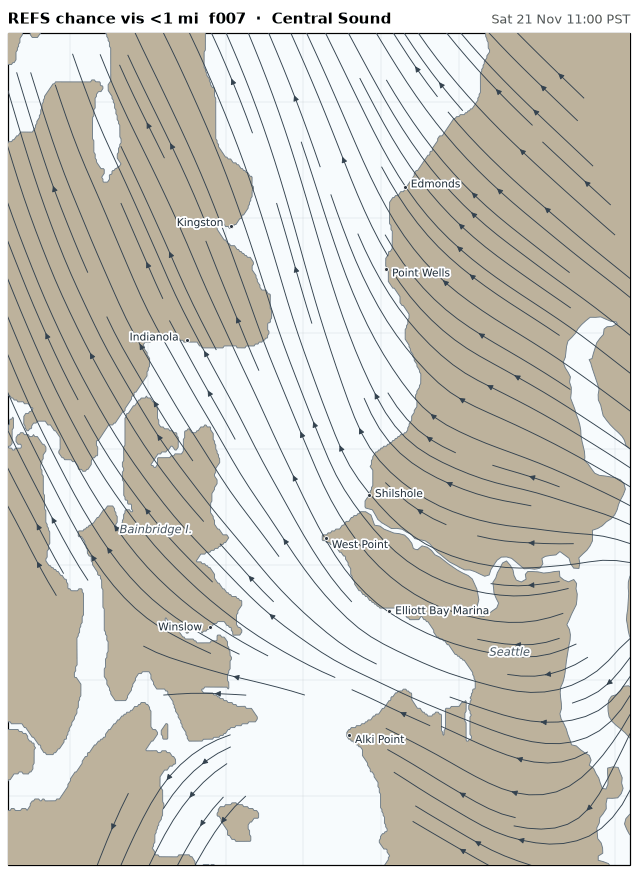 REFS chance vis <1 mi f007 · Central Sound
Sat 21 Nov 11:00 PST
Edmonds
Kingston
Point Wells
Indianola
Shilshole
Bainbridge I.
West Point
Elliott Bay Marina
Winslow
Seattle
Alki Point